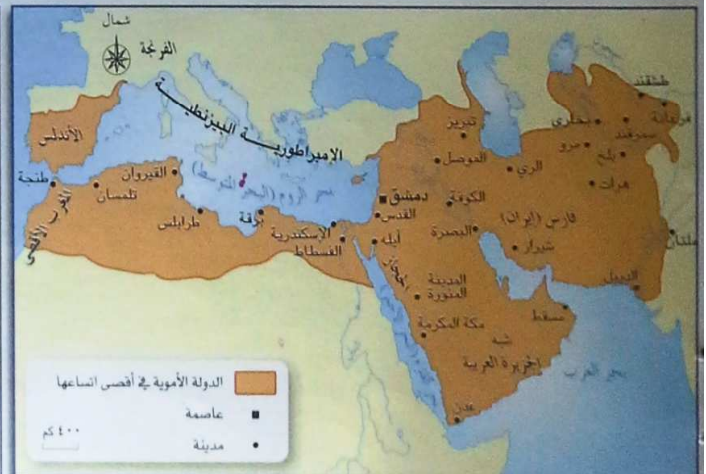 شمال
الفرنجة
الإمبراطورية البيزنطية
الأندلس
بحر الروم (البحر المتوسط)
طنجة
تلمسان
القيروان
المغرب الأقصى
طرابلس
برقة
الإسكندرية
الفسطاط
أيله
القدس
دمشق
الموصل
تبريز
الري
الكوفة
البصرة
فارس (إيران)
شيراز
طشقند
فرغانة
بخارى
سمرقند
مرو
بلخ
هراة
ملتان
الديبل
مسقط
الحجاز
المدينة
المنورة
مكة المكرمة
شبه
الجزيرة العربية
بحر العرب
عدن
الدولة الأموية في أقصى اتساعها
عاصمة
مدينة
٤٠٠ كم